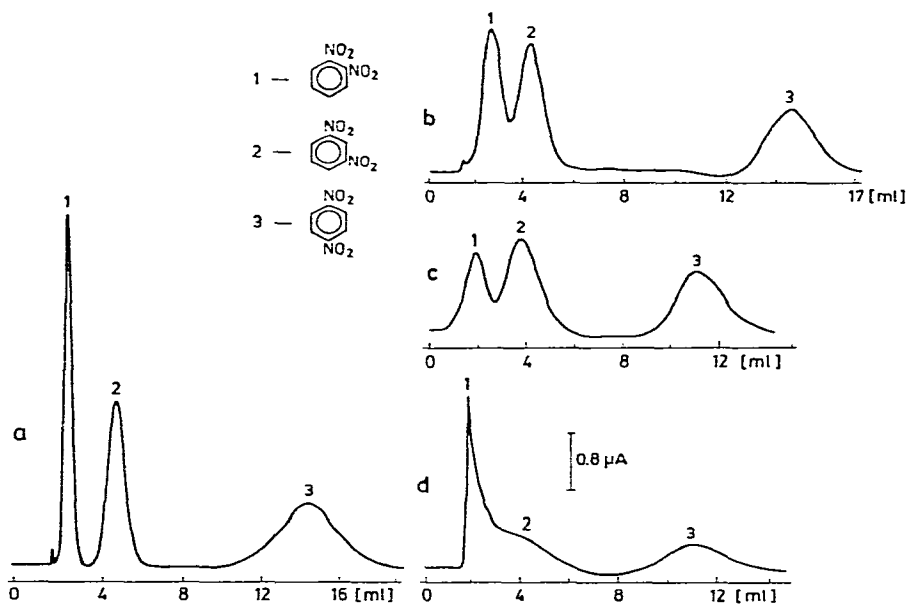 1 — NO₂
NO₂
2 — NO₂
NO₂
3 — NO₂
NO₂
a
1
2
3
0 4 8 12 16 [ml]
b
1
2
3
0 4 8 12 17 [ml]
c
1
2
3
0 4 8 12 [ml]
d
1
2
3
0.8 μA
0 4 8 12 [ml]